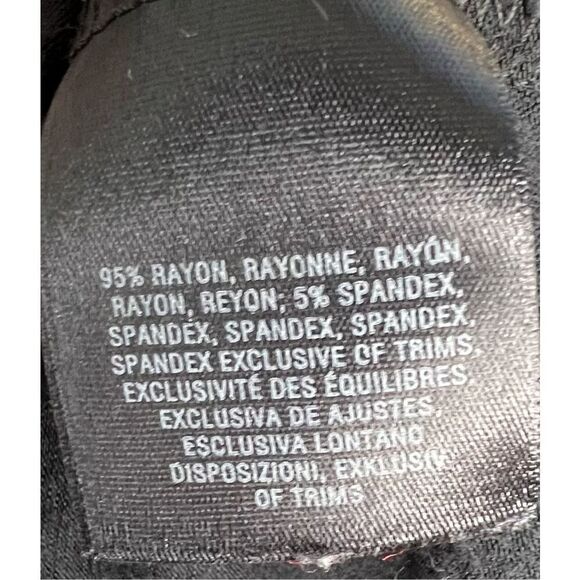 95% RAYON, RAYONNE, RAYÓN,
RAYON, REYON; 5% SPANDEX,
SPANDEX, SPANDEX, SPANDEX,
SPANDEX EXCLUSIVE OF TRIMS,
EXCLUSIVITÉ DES ÉQUILIBRES,
EXCLUSIVA DE AJUSTES,
ESCLUSIVA LONTANO
DISPOSIZIONI, EXKLUSIV
OF TRIMS